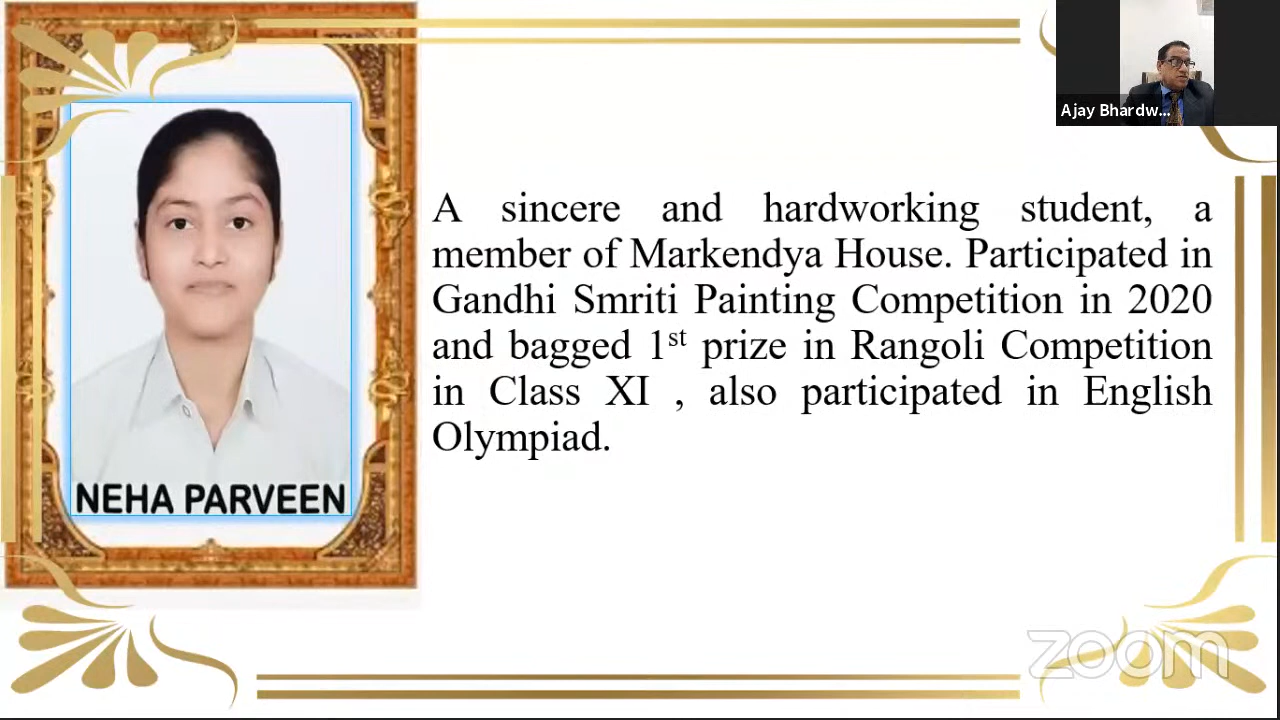 Ajay Bhardw...
A sincere and hardworking student, a
member of Markendya House. Participated in
Gandhi Smriti Painting Competition in 2020
and bagged 1st prize in Rangoli Competition
in Class XI , also participated in English
Olympiad.
NEHA PARVEEN
zoom